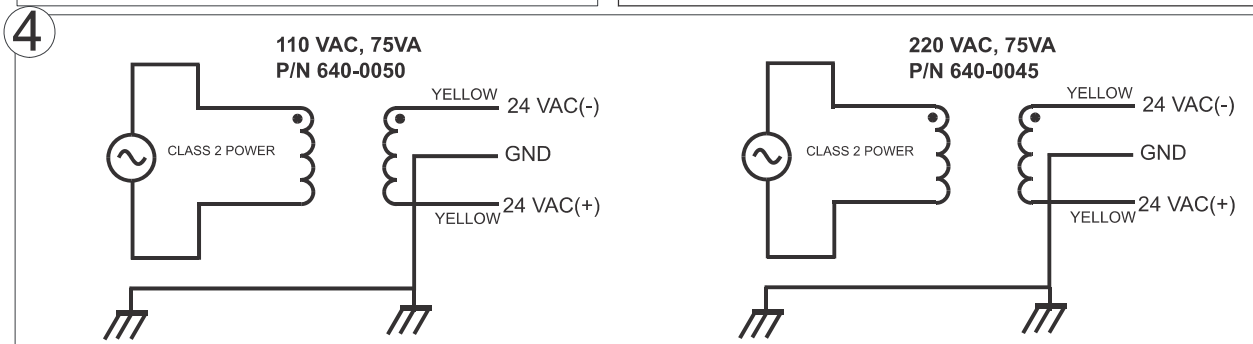 4
110 VAC, 75VA
P/N 640-0050
YELLOW
24 VAC(-)
CLASS 2 POWER
GND
24 VAC(+)
YELLOW
220 VAC, 75VA
P/N 640-0045
YELLOW
24 VAC(-)
CLASS 2 POWER
GND
24 VAC(+)
YELLOW